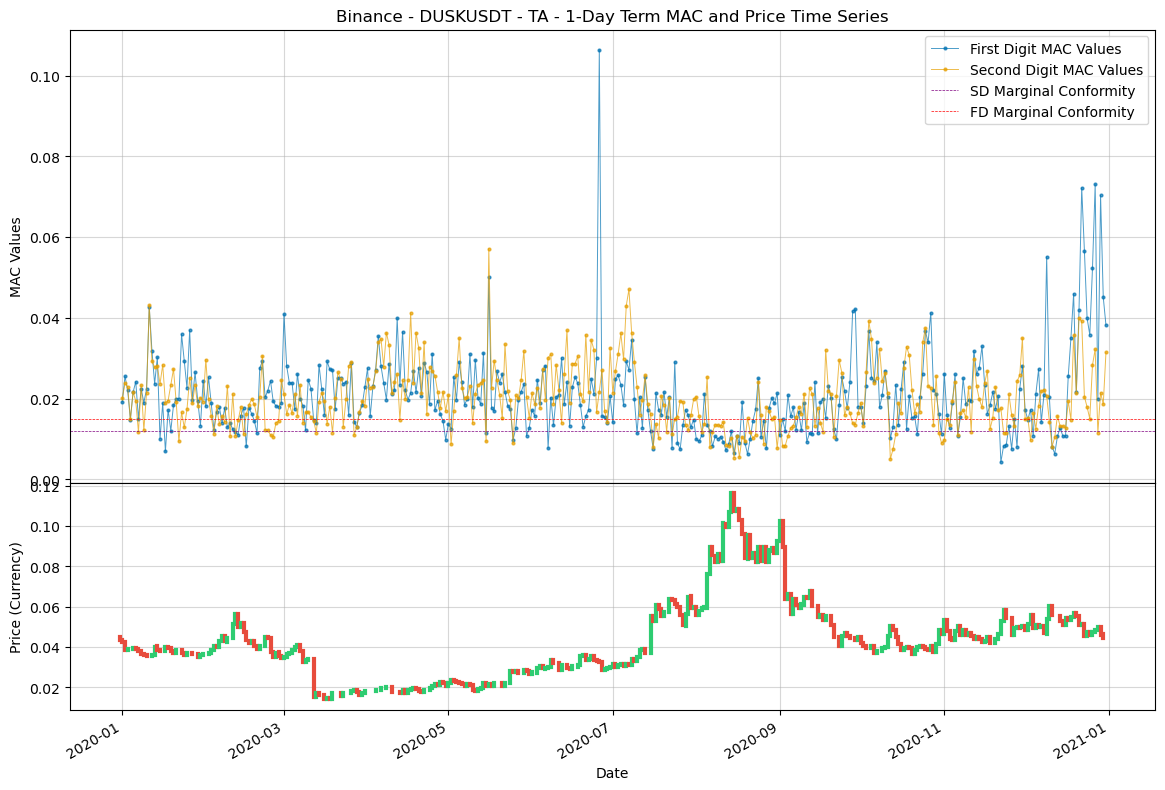 Binance - DUSKUSDT - TA - 1-Day Term MAC and Price Time Series
First Digit MAC Values
Second Digit MAC Values
SD Marginal Conformity
FD Marginal Conformity
MAC Values
0.10
0.08
0.06
0.04
0.02
0.00
Price (Currency)
0.12
0.10
0.08
0.06
0.04
0.02
2020-01
2020-03
2020-05
2020-07
2020-09
2020-11
2021-01
Date